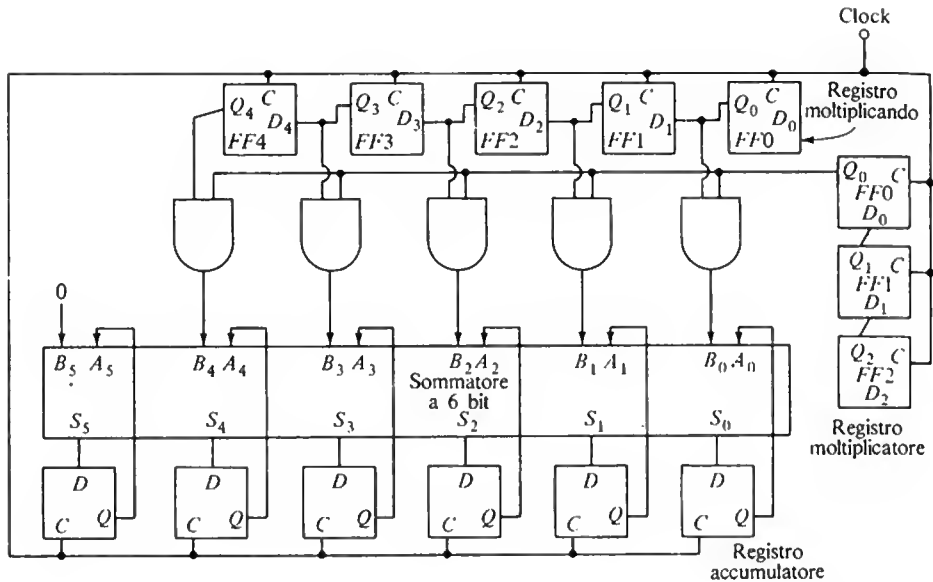 Clock
Q4 C D4 FF4
Q3 C D3 FF3
Q2 C D2 FF2
Q1 C D1 FF1
Q0 C D0 FF0
Registro
moltiplicando
Q0 C
FF0
D0
Q1 C
FF1
D1
Q2 C
FF2
D2
Registro
moltiplicatore
0
B5 A5 B4 A4 B3 A3 B2 A2 B1 A1 B0 A0
Sommatore
a 6 bit
S5 S4 S3 S2 S1 S0
D D D D D D
C Q C Q C Q C Q C Q C Q
Registro
accumulatore